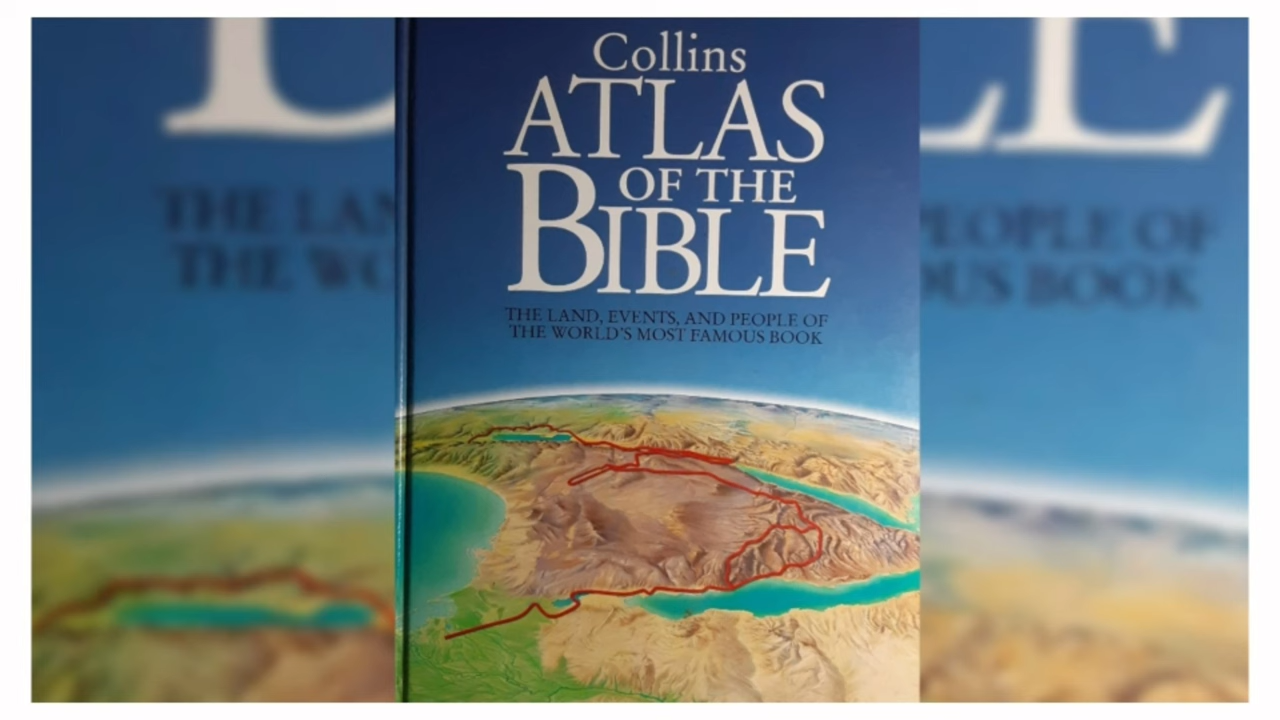 Collins
ATLAS
OF THE
BIBLE
THE LAND, EVENTS, AND PEOPLE OF
THE WORLD'S MOST FAMOUS BOOK